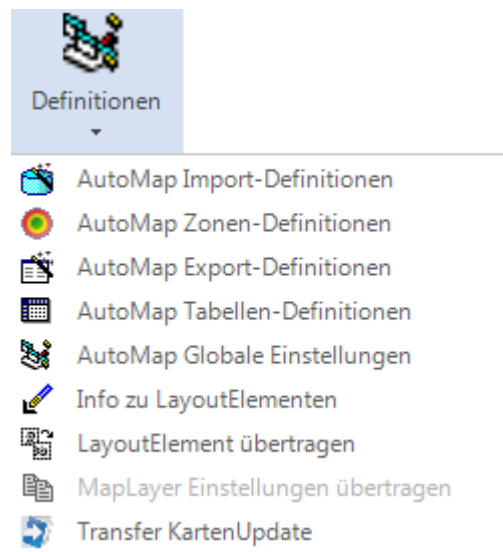 Definitionen
AutoMap Import-Definitionen
AutoMap Zonen-Definitionen
AutoMap Export-Definitionen
AutoMap Tabellen-Definitionen
AutoMap Globale Einstellungen
Info zu LayoutElementen
LayoutElement übertragen
MapLayer Einstellungen übertragen
Transfer KartenUpdate